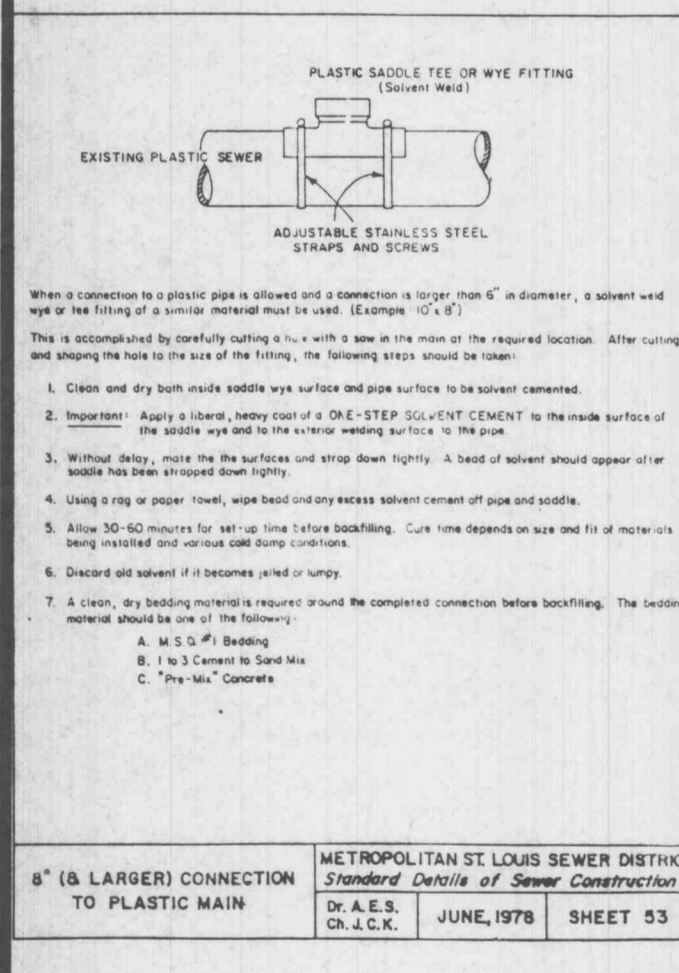 PLASTIC SADDLE TEE OR WYE FITTING
(Solvent Weld)
EXISTING PLASTIC SEWER
ADJUSTABLE STAINLESS STEEL
STRAPS AND SCREWS
When a connection to a plastic pipe is allowed and a connection is larger than 6" in diameter, a solvent weld
wye or tee fitting of a similar material must be used. (Example 10"x 8")
This is accomplished by carefully cutting a with a saw in the main at the required location. After cutting
and shaping the hole to the size of the fitting, the following steps should be taken:
1. Clean and dry both inside saddle wye surface and pipe surface to be solvent cemented.
2. Important: Apply a liberal, heavy coat of a ONE-STEP SOLVENT CEMENT to the inside surface of
the saddle wye and to the exterior welding surface to the pipe.
3. Without delay, mate the the surfaces and strap down tightly. A bead of solvent should appear after
saddle has been strapped down tightly.
4. Using a rag or paper towel, wipe bead and any excess solvent cement off pipe and saddle.
5. Allow 30-60 minutes for set-up time before backfilling. Cure time depends on size and fit of materials
being installed and various cold damp conditions.
6. Discard old solvent if it becomes jelled or lumpy.
7. A clean, dry bedding material is required around the completed connection before backfilling. The beddin
material should be one of the following:
A. M.S.D. #1 Bedding
B. 1 to 3 Cement to Sand Mix
C. "Pre-Mix" Concrete
8" (& LARGER) CONNECTION
TO PLASTIC MAIN
METROPOLITAN ST. LOUIS SEWER DISTRIC
Standard Details of Sewer Construction
Dr. A.E.S.
Ch. J.C.K.
JUNE, 1978
SHEET 53